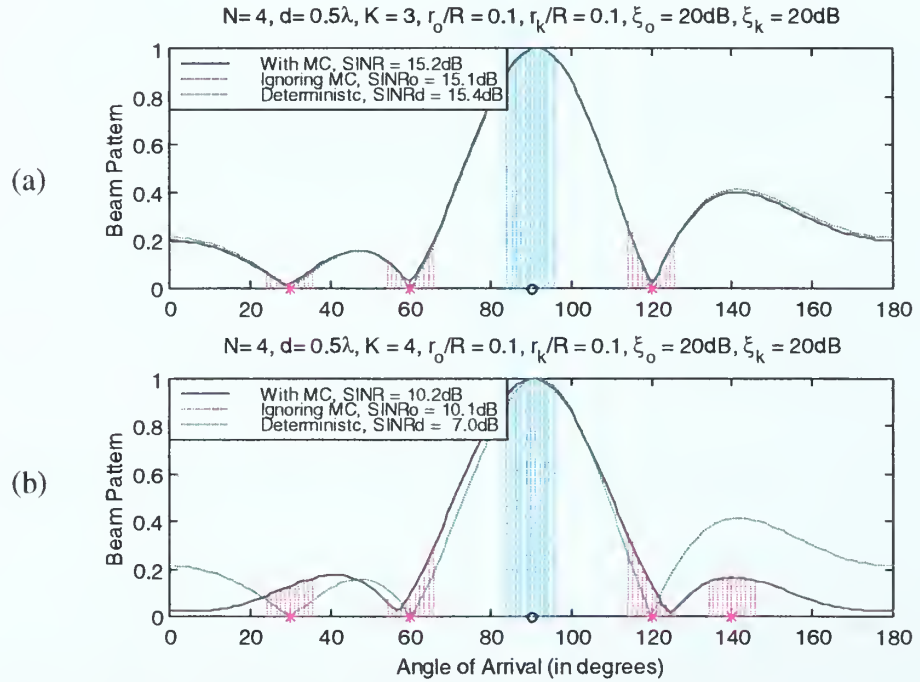 N= 4, d= 0.5λ, K = 3, r_o/R = 0.1, r_k/R = 0.1, ξ_o = 20dB, ξ_k = 20dB
(a)
Beam Pattern
1
0.8
0.6
0.4
0.2
0
With MC, SINR = 15.2dB
Ignoring MC, SINRo = 15.1dB
Deterministc, SINRd = 15.4dB
0 20 40 60 80 100 120 140 160 180
N= 4, d= 0.5λ, K = 4, r_o/R = 0.1, r_k/R = 0.1, ξ_o = 20dB, ξ_k = 20dB
(b)
Beam Pattern
1
0.8
0.6
0.4
0.2
0
With MC, SINR = 10.2dB
Ignoring MC, SINRo = 10.1dB
Deterministc, SINRd = 7.0dB
0 20 40 60 80 100 120 140 160 180
Angle of Arrival (in degrees)